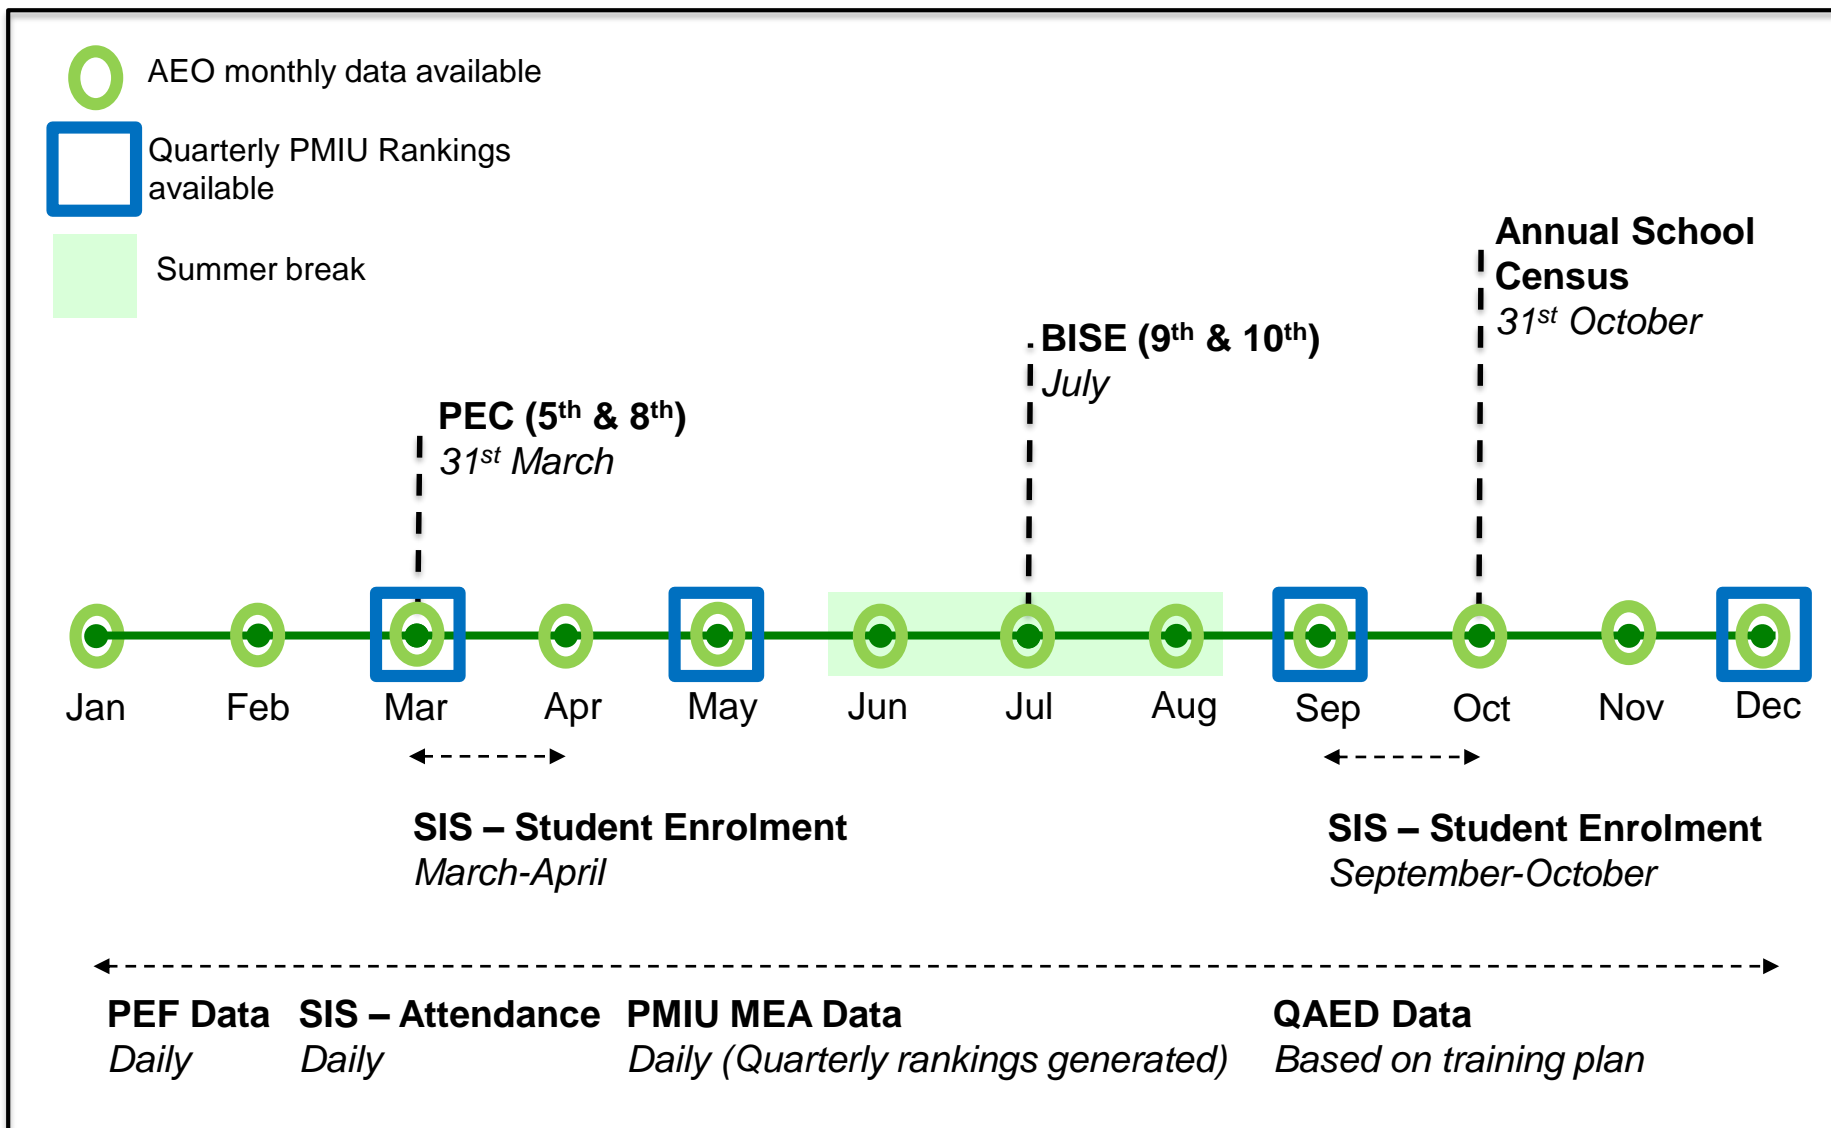 AEO monthly data available
Quarterly PMIU Rankings
available
Summer break
Annual School
Census
31st October
BISE (9th & 10th)
July
PEC (5th & 8th)
31st March
Jan Feb Mar Apr May Jun Jul Aug Sep Oct Nov Dec
SIS – Student Enrolment
March-April
SIS – Student Enrolment
September-October
PEF Data
Daily
SIS – Attendance
Daily
PMIU MEA Data
Daily (Quarterly rankings generated)
QAED Data
Based on training plan